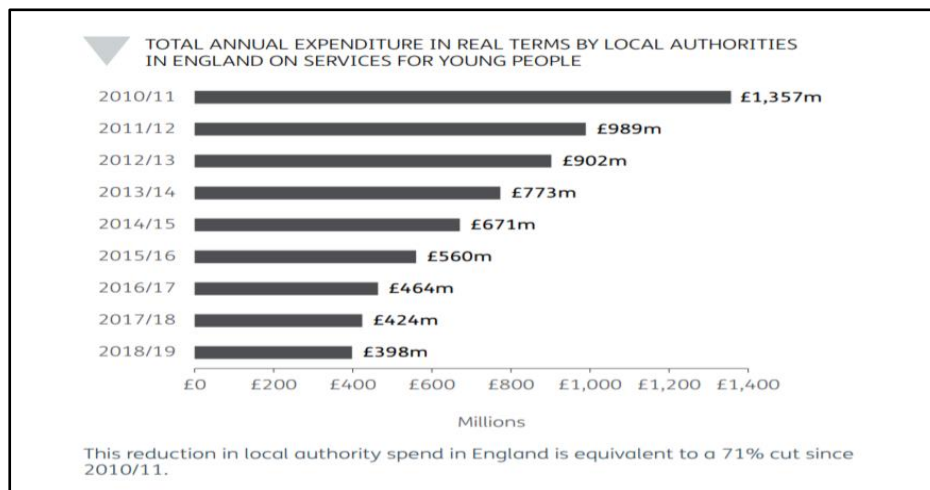 TOTAL ANNUAL EXPENDITURE IN REAL TERMS BY LOCAL AUTHORITIES
IN ENGLAND ON SERVICES FOR YOUNG PEOPLE
2010/11 £1,357m
2011/12 £989m
2012/13 £902m
2013/14 £773m
2014/15 £671m
2015/16 £560m
2016/17 £464m
2017/18 £424m
2018/19 £398m
£0 £200 £400 £600 £800 £1,000 £1,200 £1,400
Millions
This reduction in local authority spend in England is equivalent to a 71% cut since
2010/11.